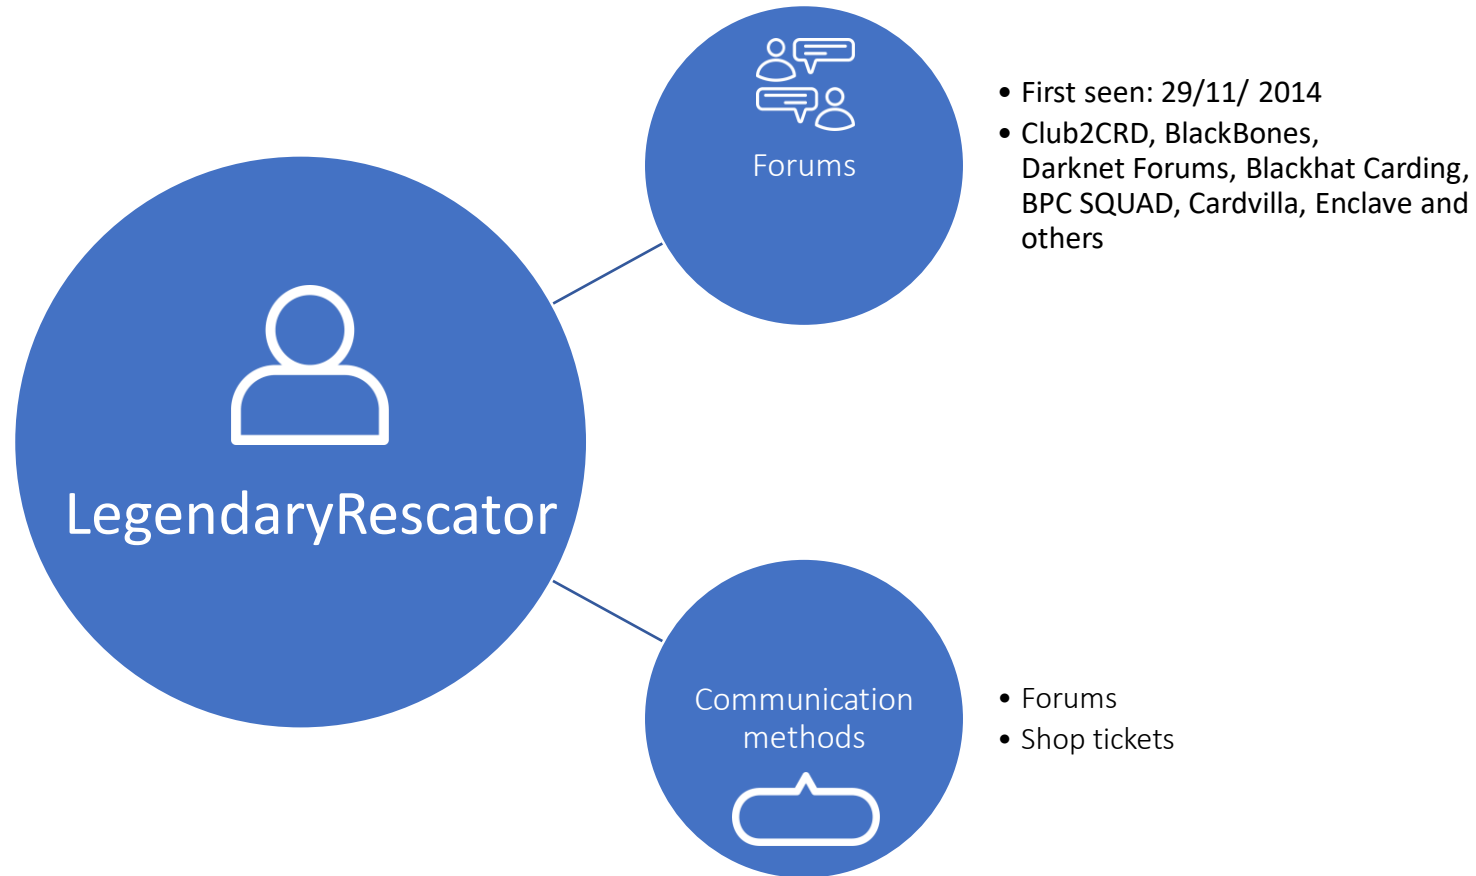 Forums
• First seen: 29/11/ 2014
• Club2CRD, BlackBones,
Darknet Forums, Blackhat Carding,
BPC SQUAD, Cardvilla, Enclave and
others
LegendaryRescator
Communication
methods
• Forums
• Shop tickets